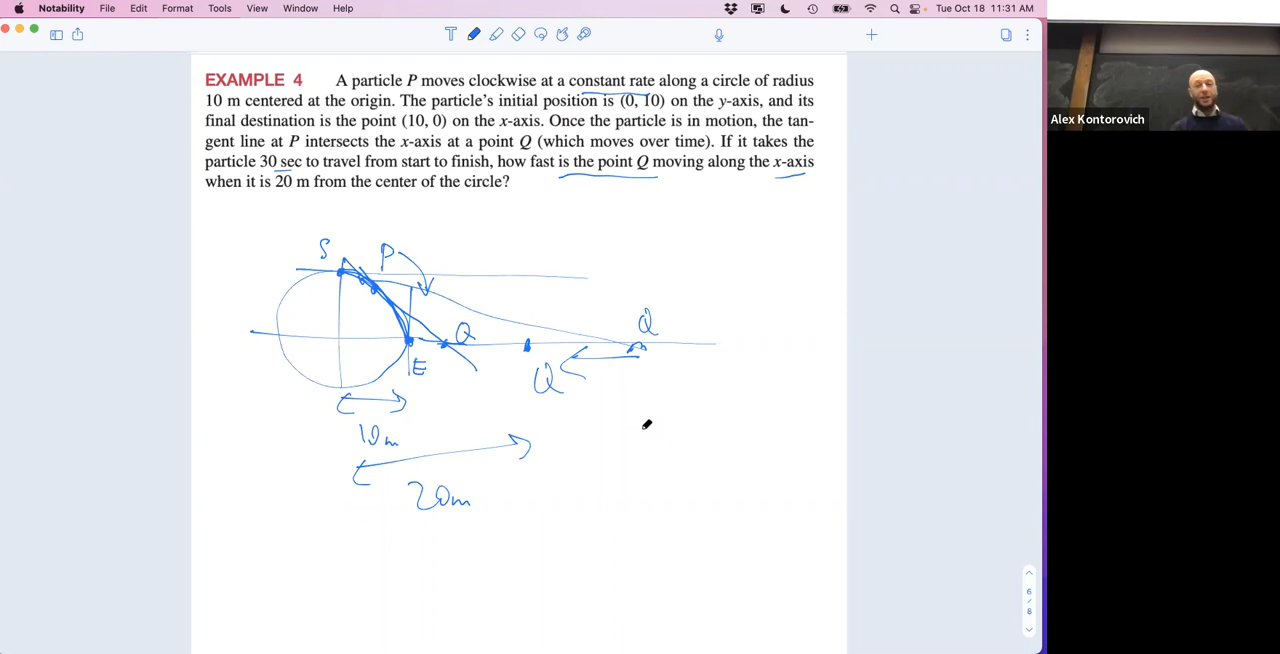 Notability File Edit Format Tools View Window Help Tue Oct 18 11:31 AM
EXAMPLE 4 A particle P moves clockwise at a constant rate along a circle of radius
10 m centered at the origin. The particle's initial position is (0, 10) on the y-axis, and its
final destination is the point (10, 0) on the x-axis. Once the particle is in motion, the tan-
gent line at P intersects the x-axis at a point Q (which moves over time). If it takes the
particle 30 sec to travel from start to finish, how fast is the point Q moving along the x-axis
when it is 20 m from the center of the circle?
Alex Kontorovich
S P
Q Q
E Q
10m
20m
6
/
8